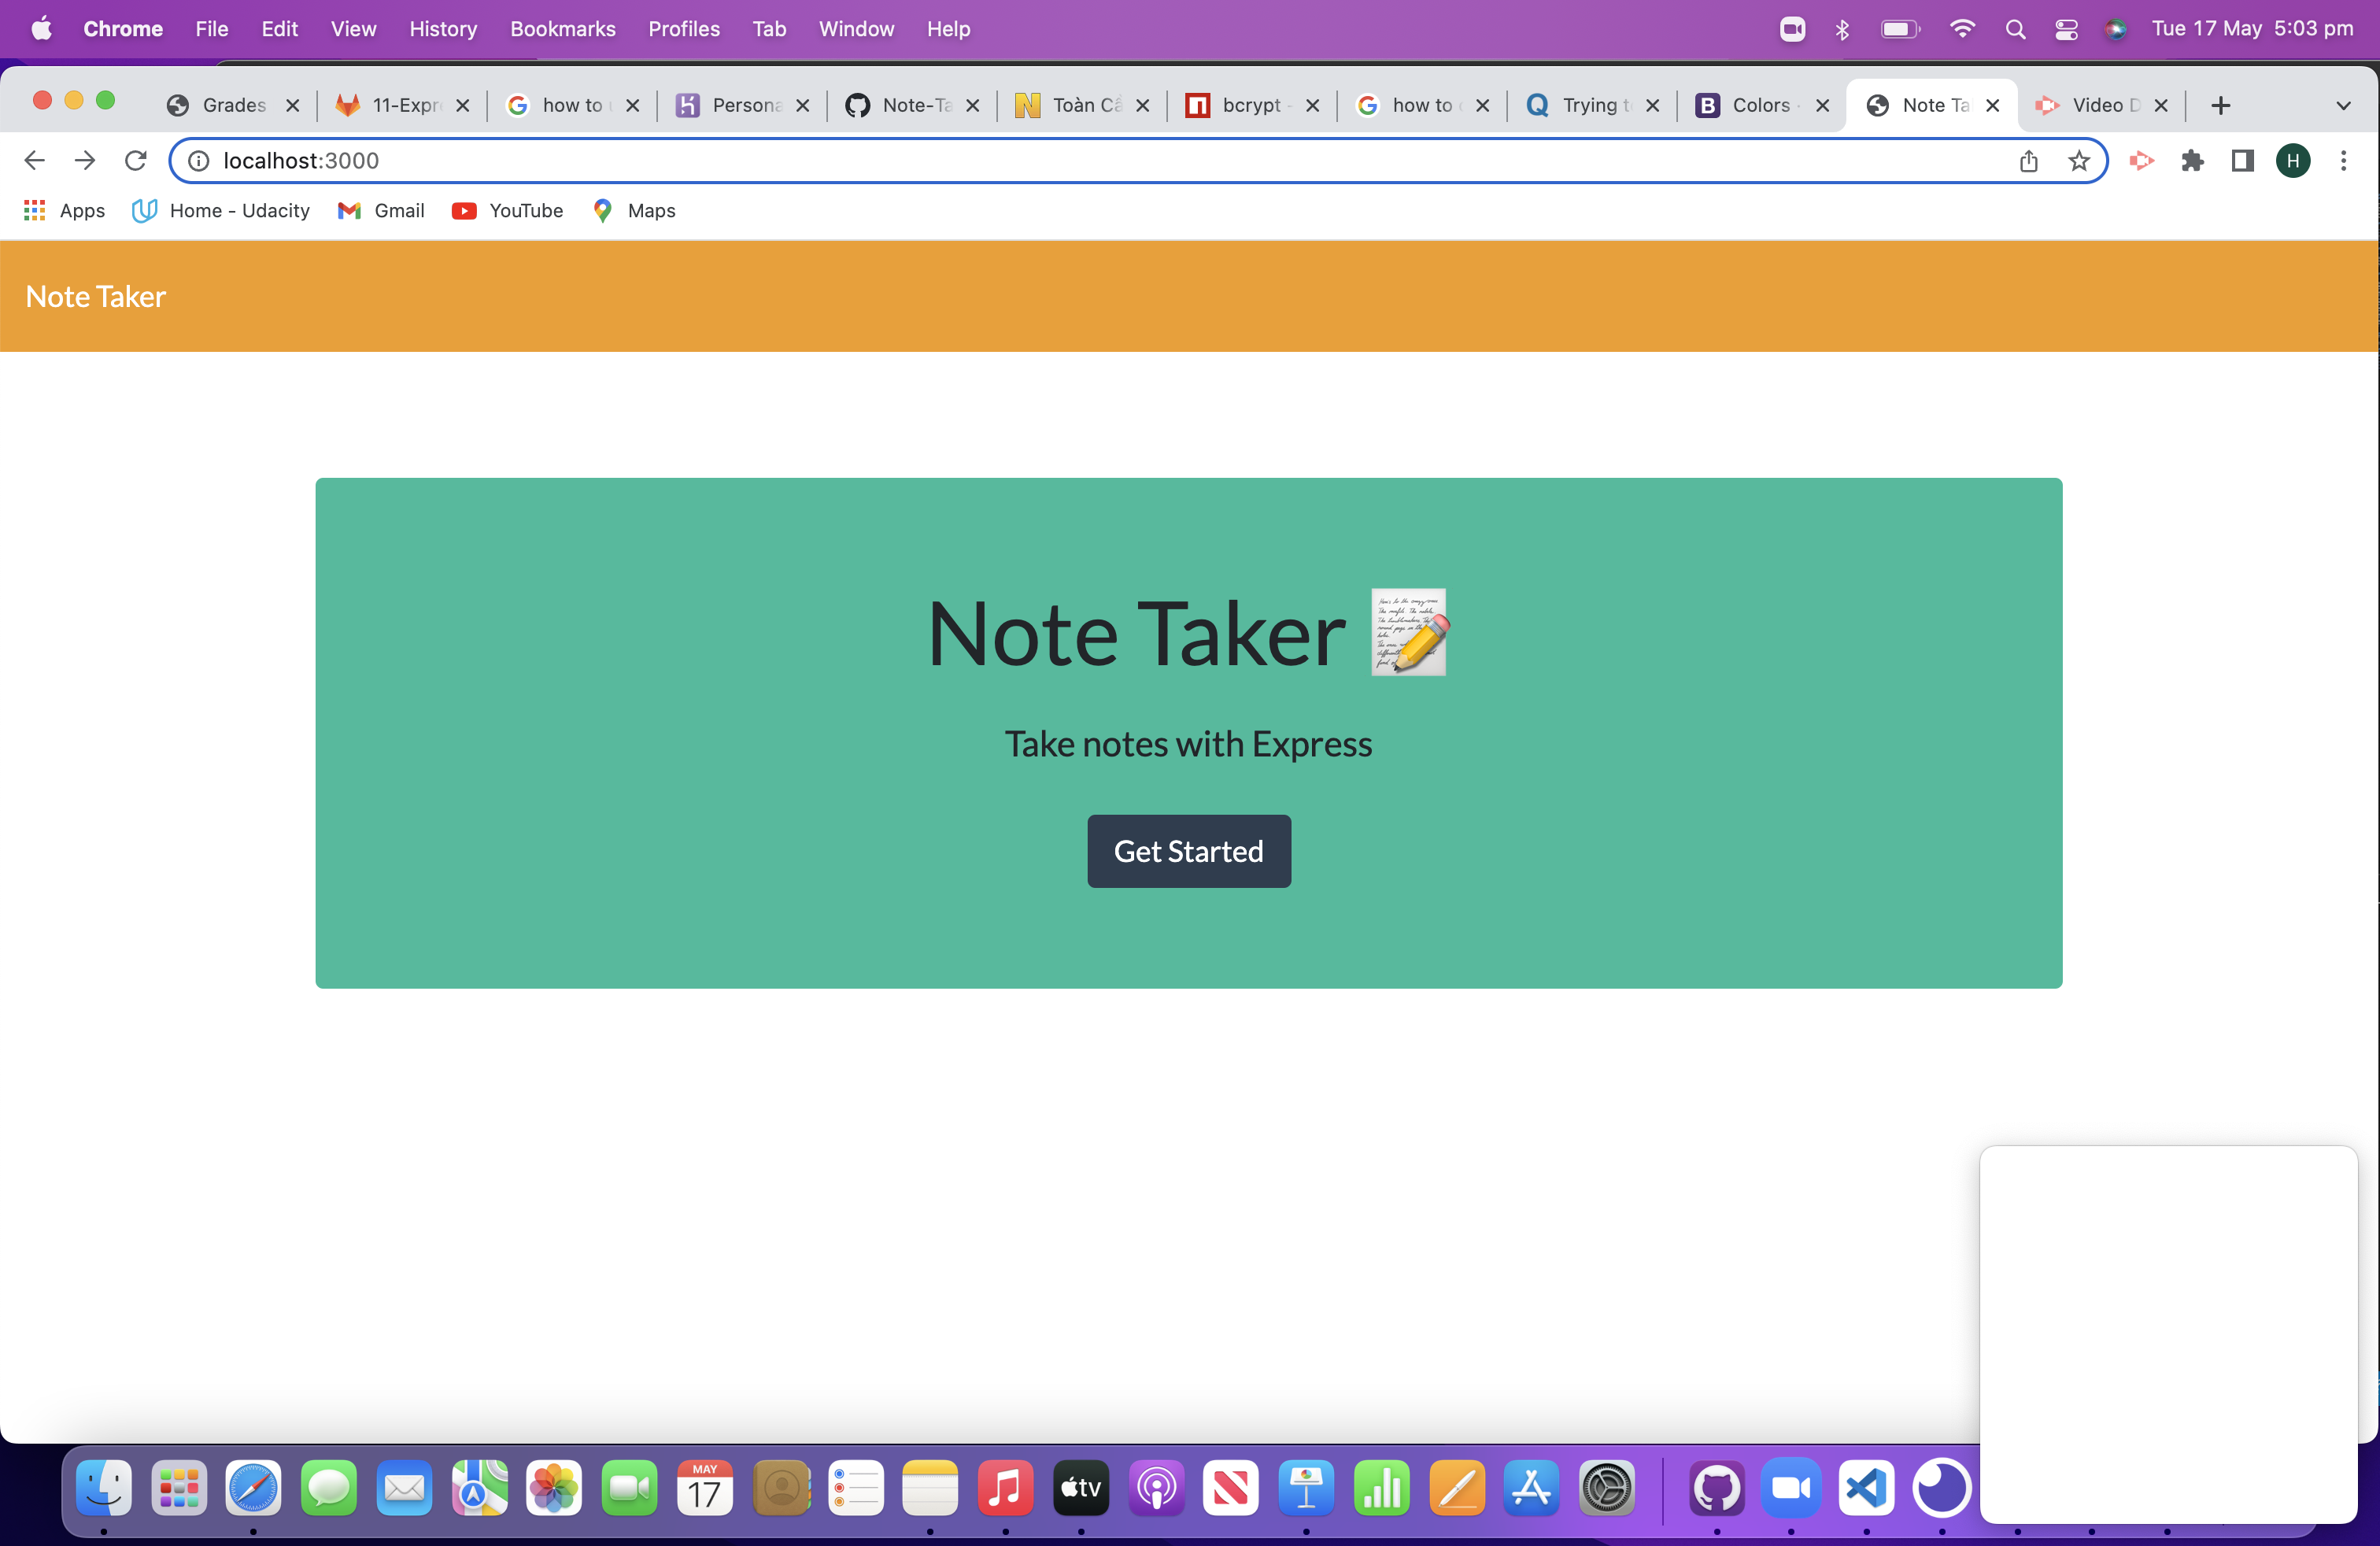 Chrome File Edit View History Bookmarks Profiles Tab Window Help Tue 17 May 5:03 pm
Grades 11-Expr how to Persona Note-Ta Toàn Cầ bcrypt - how to Trying t Colors · Note Ta Video D
localhost:3000 H
Apps Home - Udacity Gmail YouTube Maps
Note Taker
Note Taker
Take notes with Express
Get Started
MAY
17
tv